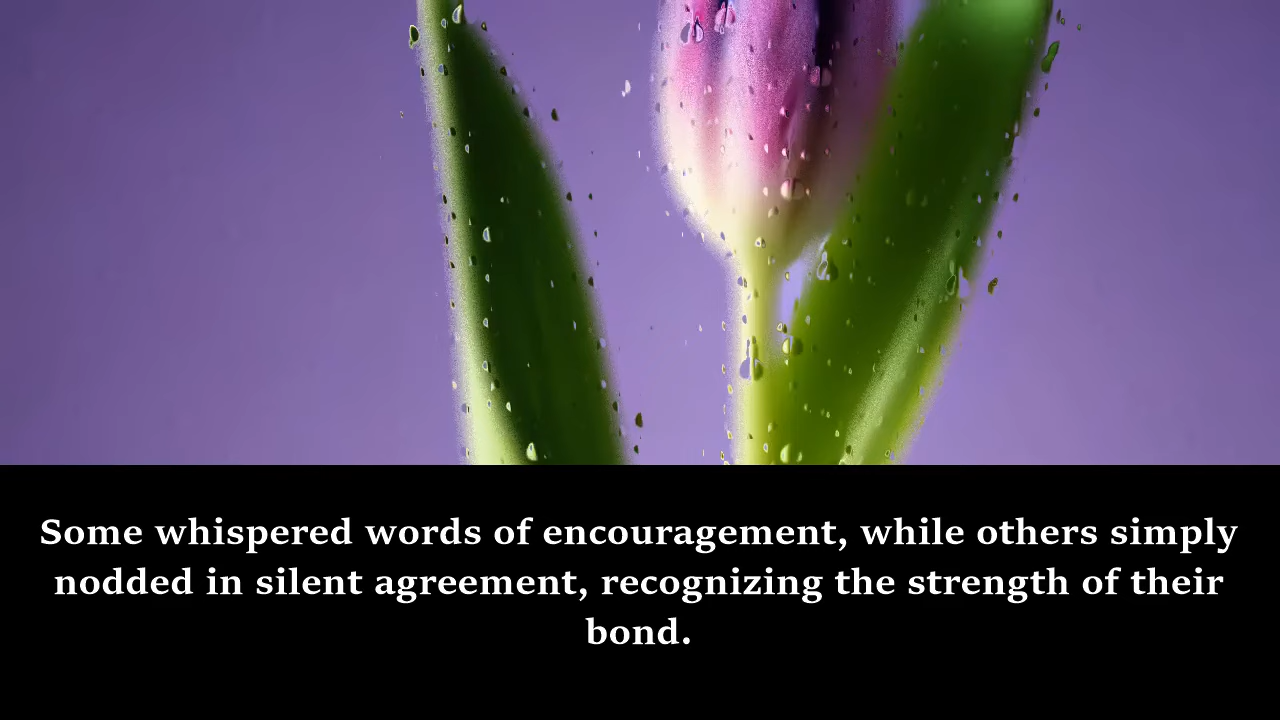 Some whispered words of encouragement, while others simply
nodded in silent agreement, recognizing the strength of their
bond.